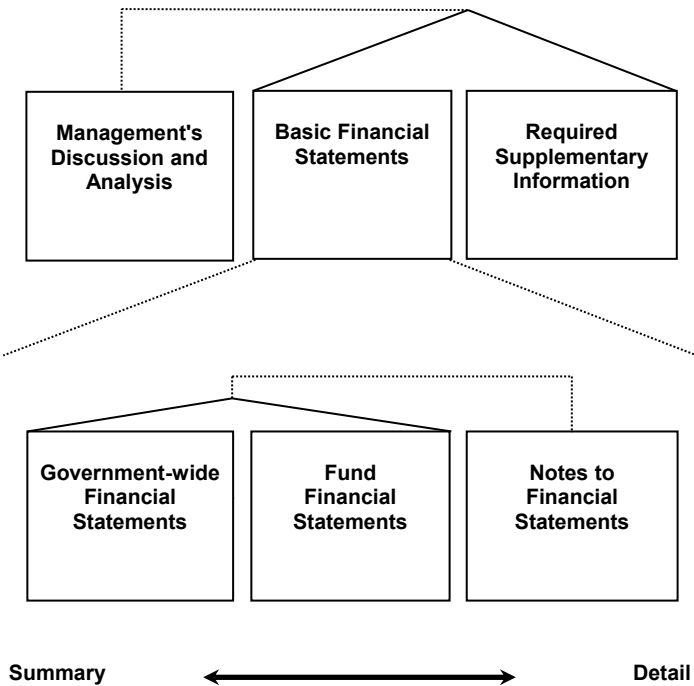 Management's
Discussion and
Analysis
Basic Financial
Statements
Required
Supplementary
Information
Government-wide
Financial
Statements
Fund
Financial
Statements
Notes to
Financial
Statements
Summary
Detail